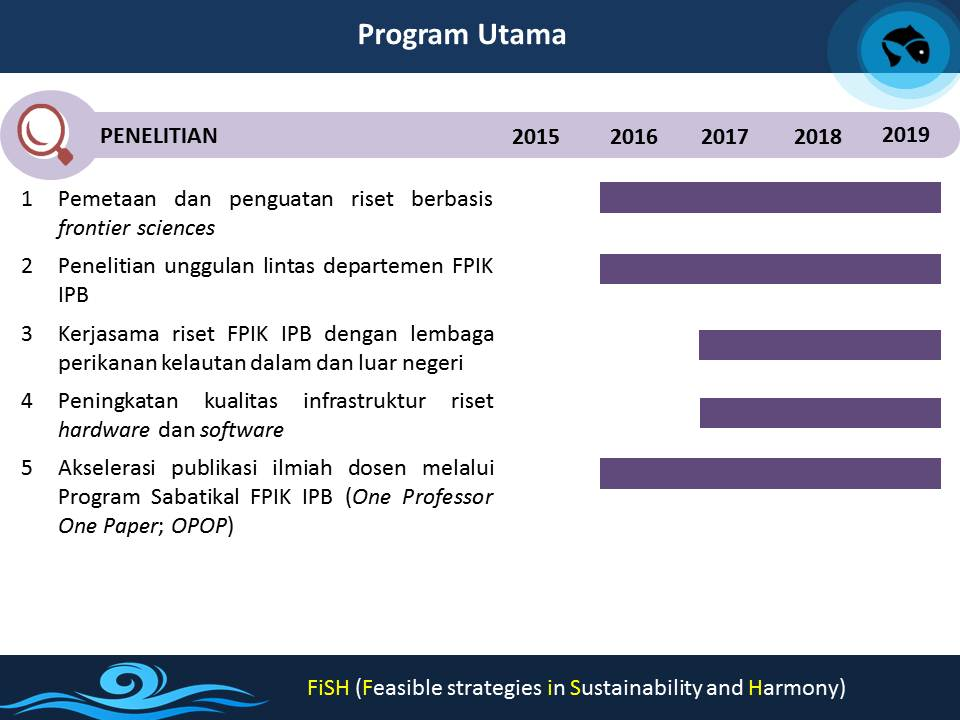 Program Utama
PENELITIAN 2015 2016 2017 2018 2019
1 Pemetaan dan penguatan riset berbasis
frontier sciences
2 Penelitian unggulan lintas departemen FPIK
IPB
3 Kerjasama riset FPIK IPB dengan lembaga
perikanan kelautan dalam dan luar negeri
4 Peningkatan kualitas infrastruktur riset
hardware dan software
5 Akselerasi publikasi ilmiah dosen melalui
Program Sabatikal FPIK IPB (One Professor
One Paper; OPOP)
FiSH (Feasible strategies in Sustainability and Harmony)